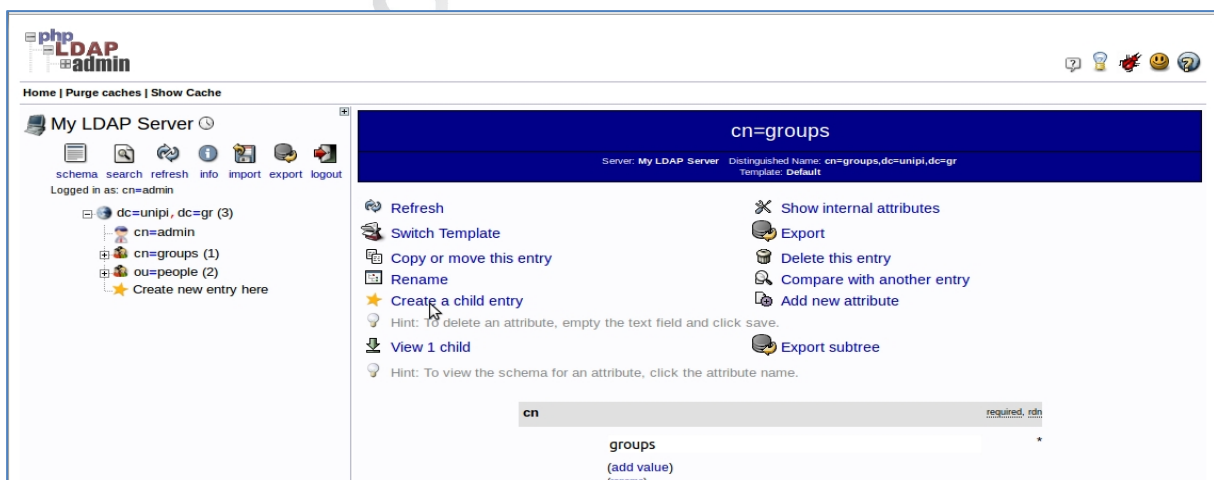 php
LDAP
admin
Home | Purge caches | Show Cache
My LDAP Server
schema search refresh info import export logout
Logged in as: cn=admin
dc=unipi, dc=gr (3)
cn=admin
cn=groups (1)
ou=people (2)
Create new entry here
cn=groups
Server: My LDAP Server Distinguished Name: cn=groups,dc=unipi,dc=gr
Template: Default
Refresh
Show internal attributes
Switch Template
Export
Copy or move this entry
Delete this entry
Rename
Compare with another entry
Create a child entry
Add new attribute
Hint: To delete an attribute, empty the text field and click save.
View 1 child
Export subtree
Hint: To view the schema for an attribute, click the attribute name.
cn required, rdn
groups *
(add value)